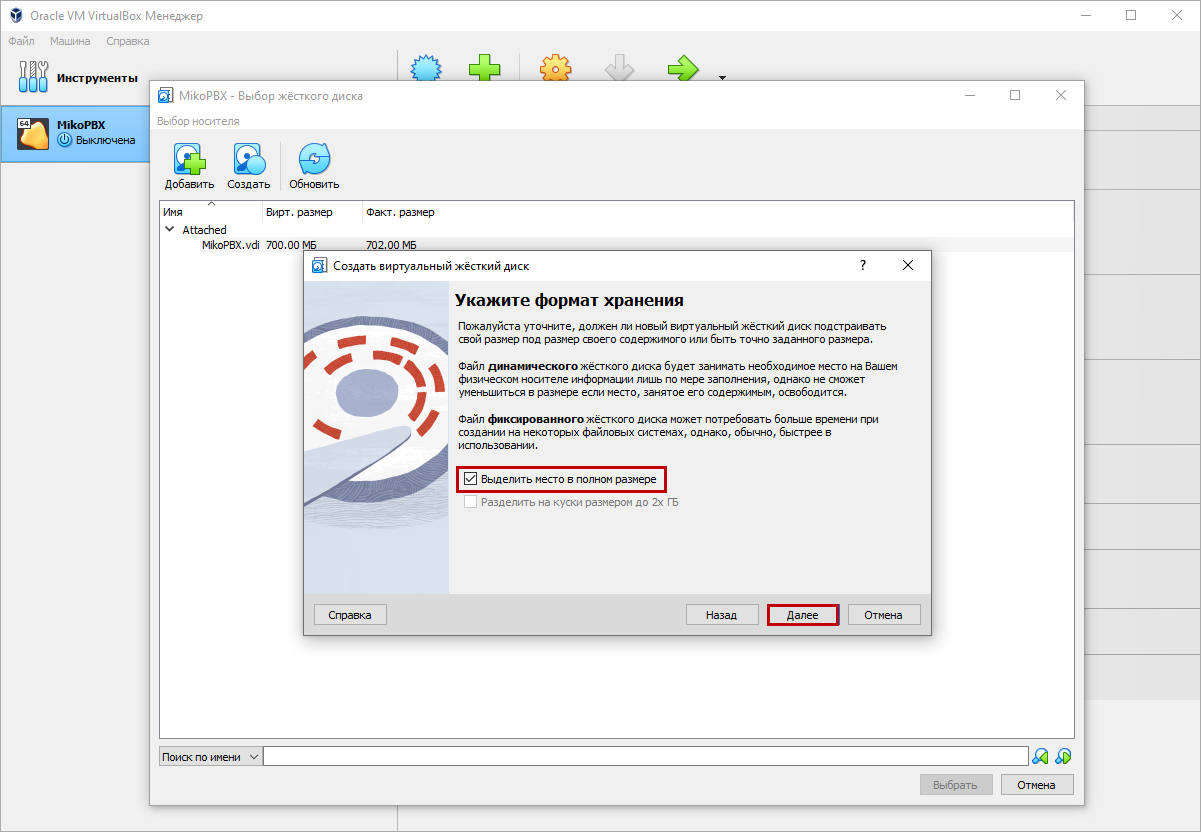 Oracle VM VirtualBox Менеджер
Файл Машина Справка
Инструменты
64
MikoPBX
Выключена
MikoPBX - Выбор жёсткого диска
Выбор носителя
Добавить Создать Обновить
Имя Вирт. размер Факт. размер
Attached
MikoPBX.vdi 700.00 МБ 702.00 МБ
Создать виртуальный жёсткий диск ?
Укажите формат хранения
Пожалуйста уточните, должен ли новый виртуальный жёсткий диск подстраивать
свой размер под размер своего содержимого или быть точно заданного размера.
Файл динамического жёсткого диска будет занимать необходимое место на Вашем
физическом носителе информации лишь по мере заполнения, однако не сможет
уменьшиться в размере если место, занятое его содержимым, освободится.
Файл фиксированного жёсткого диска может потребовать больше времени при
создании на некоторых файловых системах, однако, обычно, быстрее в
использовании.
Выделить место в полном размере
Разделить на куски размером до 2х ГБ
Справка Назад Далее Отмена
Поиск по имени
Выбрать Отмена